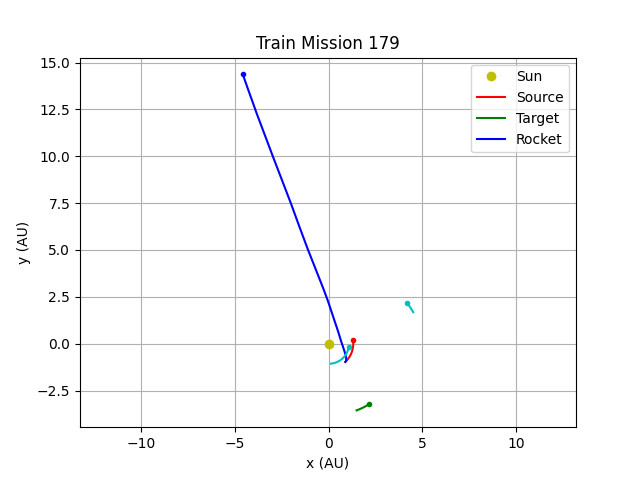 Train Mission 179
15.0
12.5
10.0
7.5
5.0
2.5
0.0
−2.5
y (AU)
−10
−5
0
5
10
x (AU)
Sun
Source
Target
Rocket